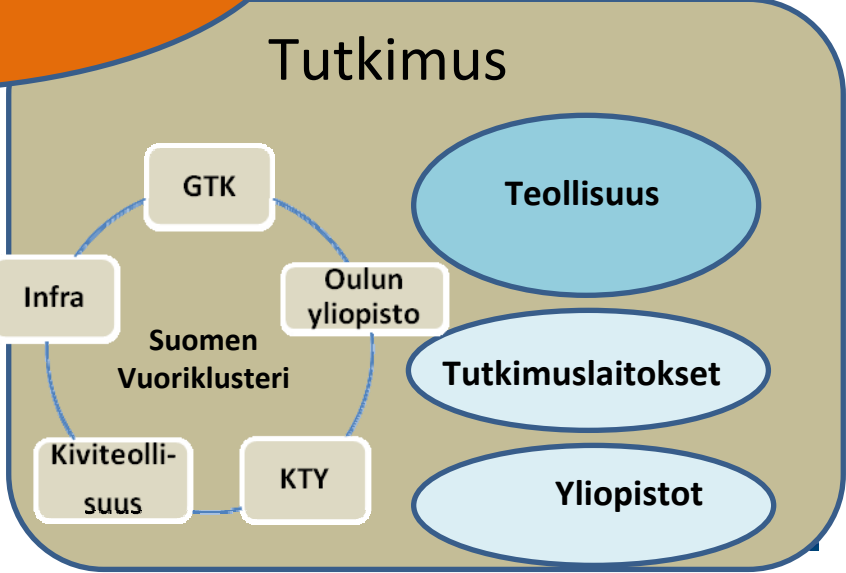 Tutkimus
GTK
Oulun
yliopisto
KTY
Kiviteolli-
suus
Infra
Suomen
Vuoriklusteri
Teollisuus
Tutkimuslaitokset
Yliopistot